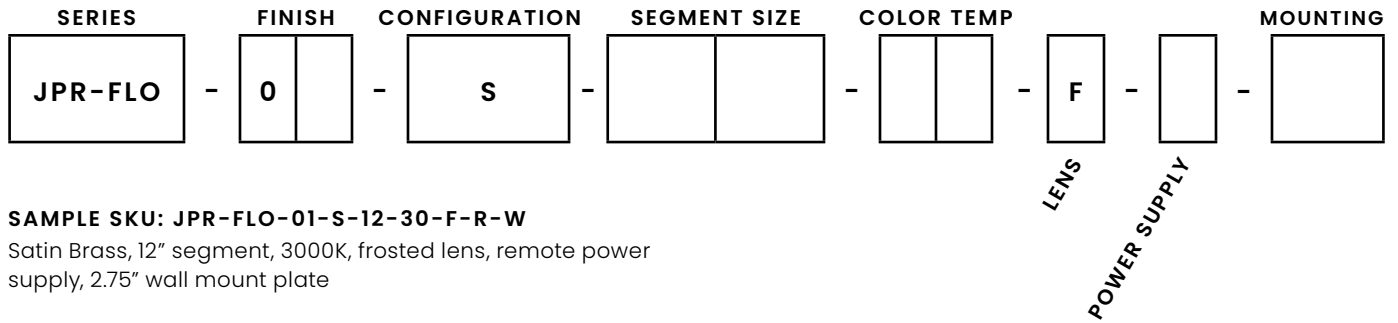 SERIES FINISH CONFIGURATION SEGMENT SIZE COLOR TEMP MOUNTING
JPR-FLO - 0 - S - - - F - -
LENS
POWER SUPPLY
SAMPLE SKU: JPR-FLO-01-S-12-30-F-R-W
Satin Brass, 12” segment, 3000K, frosted lens, remote power
supply, 2.75” wall mount plate